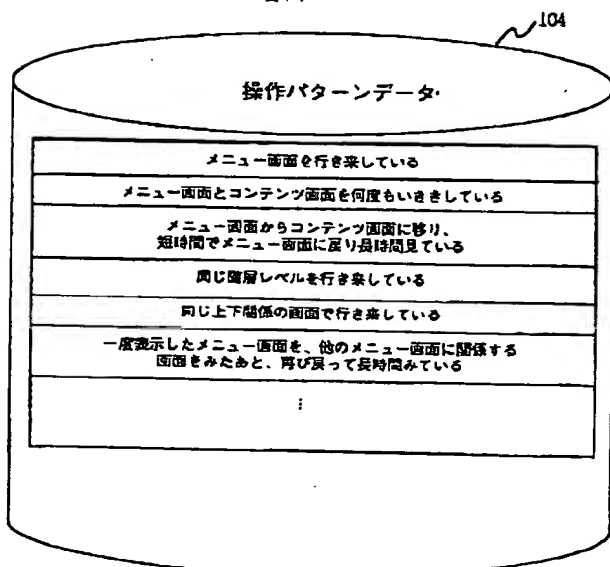 104
操作パターンデータ
メニュー画面を行き来している
メニュー画面とコンテンツ画面を何度もいききしている
メニュー画面からコンテンツ画面に移り、
短時間でメニュー画面に戻り長時間見ている
同じ階層レベルを行き来している
同じ上下関係の画面で行き来している
一度表示したメニュー画面を、他のメニュー画面に関係する
画面をみたあと、再び戻って長時間みている
⋮